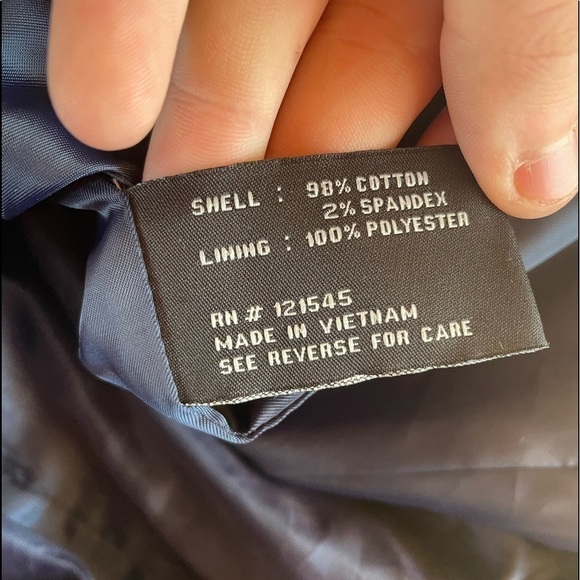 SHELL : 98% COTTON
2% SPANDEX
LINING : 100% POLYESTER
RN # 121545
MADE IN VIETNAM
SEE REVERSE FOR CARE